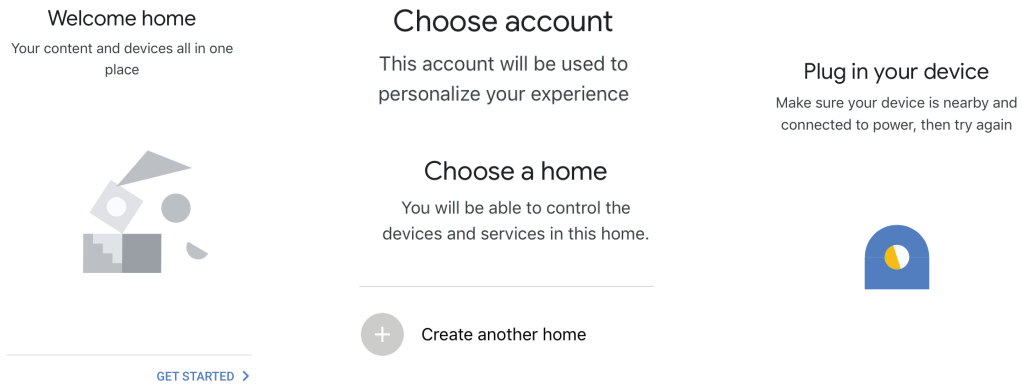 Welcome home
Your content and devices all in one
place
GET STARTED
Choose account
This account will be used to
personalize your experience
Choose a home
You will be able to control the
devices and services in this home.
Create another home
Plug in your device
Make sure your device is nearby and
connected to power, then try again